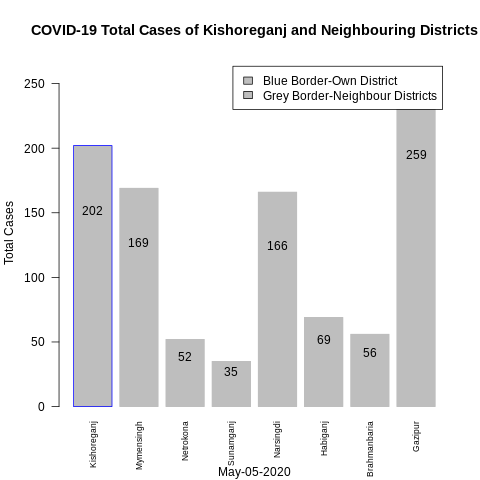 COVID-19 Total Cases of Kishoreganj and Neighbouring Districts
Blue Border-Own District
Grey Border-Neighbour Districts
Total Cases
250
200
150
100
50
0
202
169
52
35
166
69
56
259
Kishoreganj
Mymensingh
Netrokona
Sunamganj
Narsingdi
Habiganj
Brahmanbaria
Gazipur
May-05-2020